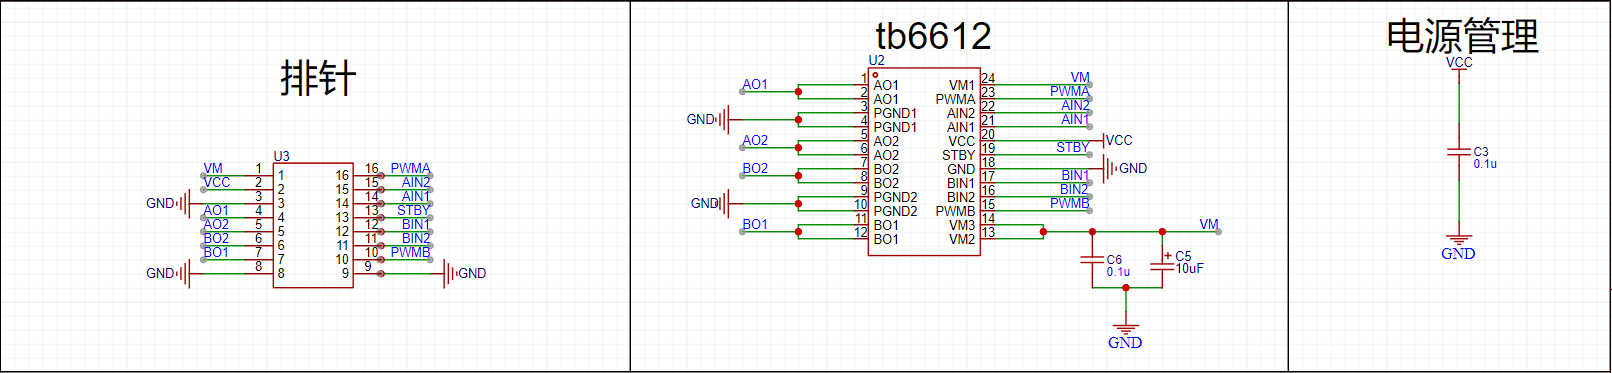 排针
U3
VM 1 1 16 16 PWMA
VCC 2 2 15 15 AIN2
GND 3 3 14 14 AIN1
AO1 4 4 13 13 STBY
AO2 5 5 12 12 BIN1
BO2 6 6 11 11 BIN2
BO1 7 7 10 10 PWMB
GND 8 8 9 9 GND
tb6612
U2
AO1 1 AO1 VM1 24 VM
2 AO1 PWMA 23 PWMA
GND 3 PGND1 AIN2 22 AIN2
4 PGND1 AIN1 21 AIN1
AO2 5 AO2 VCC 20 VCC
6 AO2 STBY 19 STBY
BO2 7 BO2 GND 18 GND
8 BO2 BIN1 17 BIN1
GND 9 PGND2 BIN2 16 BIN2
10 PGND2 PWMB 15 PWMB
BO1 11 BO1 VM3 14 VM
12 BO1 VM2 13
C6
0.1u
+ C5
10uF
GND
电源管理
VCC
C3
0.1u
GND